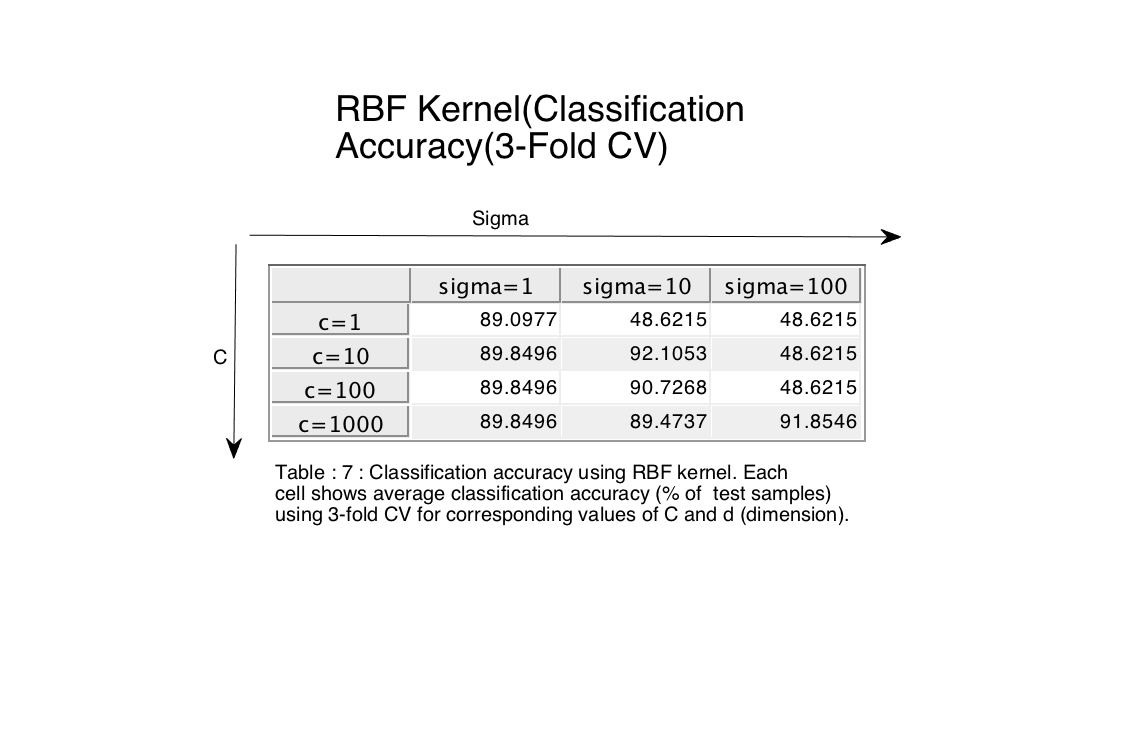 RBF Kernel(Classification
Accuracy(3-Fold CV)
Sigma
C
sigma=1 sigma=10 sigma=100
c=1 89.0977 48.6215 48.6215
c=10 89.8496 92.1053 48.6215
c=100 89.8496 90.7268 48.6215
c=1000 89.8496 89.4737 91.8546
Table : 7 : Classification accuracy using RBF kernel. Each
cell shows average classification accuracy (% of  test samples)
using 3-fold CV for corresponding values of C and d (dimension).